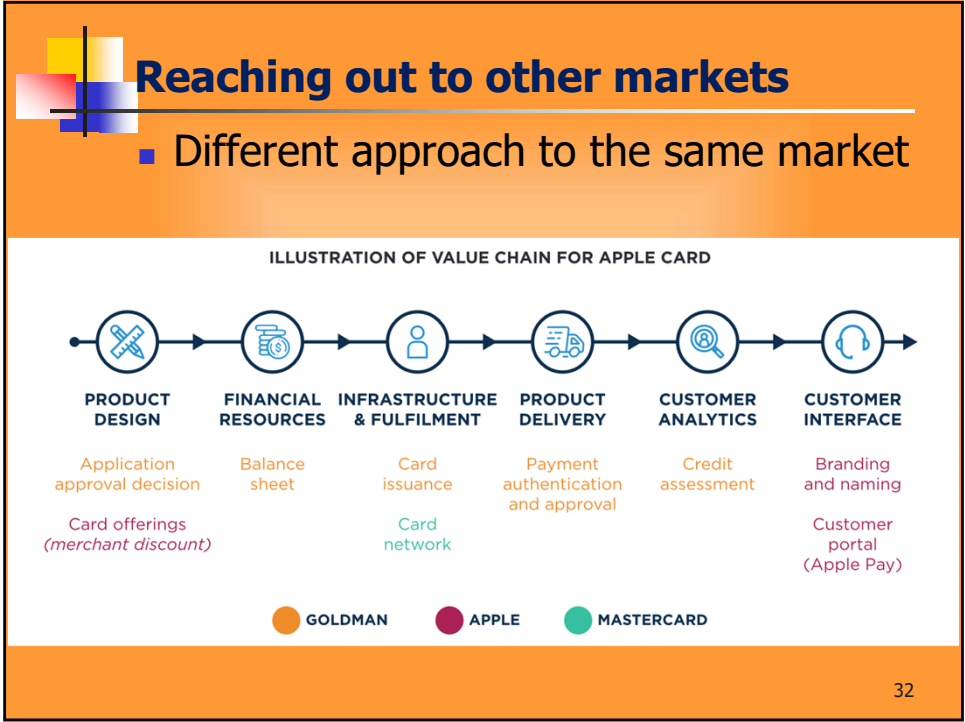 Reaching out to other markets
Different approach to the same market
ILLUSTRATION OF VALUE CHAIN FOR APPLE CARD
PRODUCT
DESIGN
Application
approval decision
Card offerings
(merchant discount)
FINANCIAL
RESOURCES
Balance
sheet
INFRASTRUCTURE
& FULFILMENT
Card
issuance
Card
network
PRODUCT
DELIVERY
Payment
authentication
and approval
CUSTOMER
ANALYTICS
Credit
assessment
CUSTOMER
INTERFACE
Branding
and naming
Customer
portal
(Apple Pay)
GOLDMAN
APPLE
MASTERCARD
32